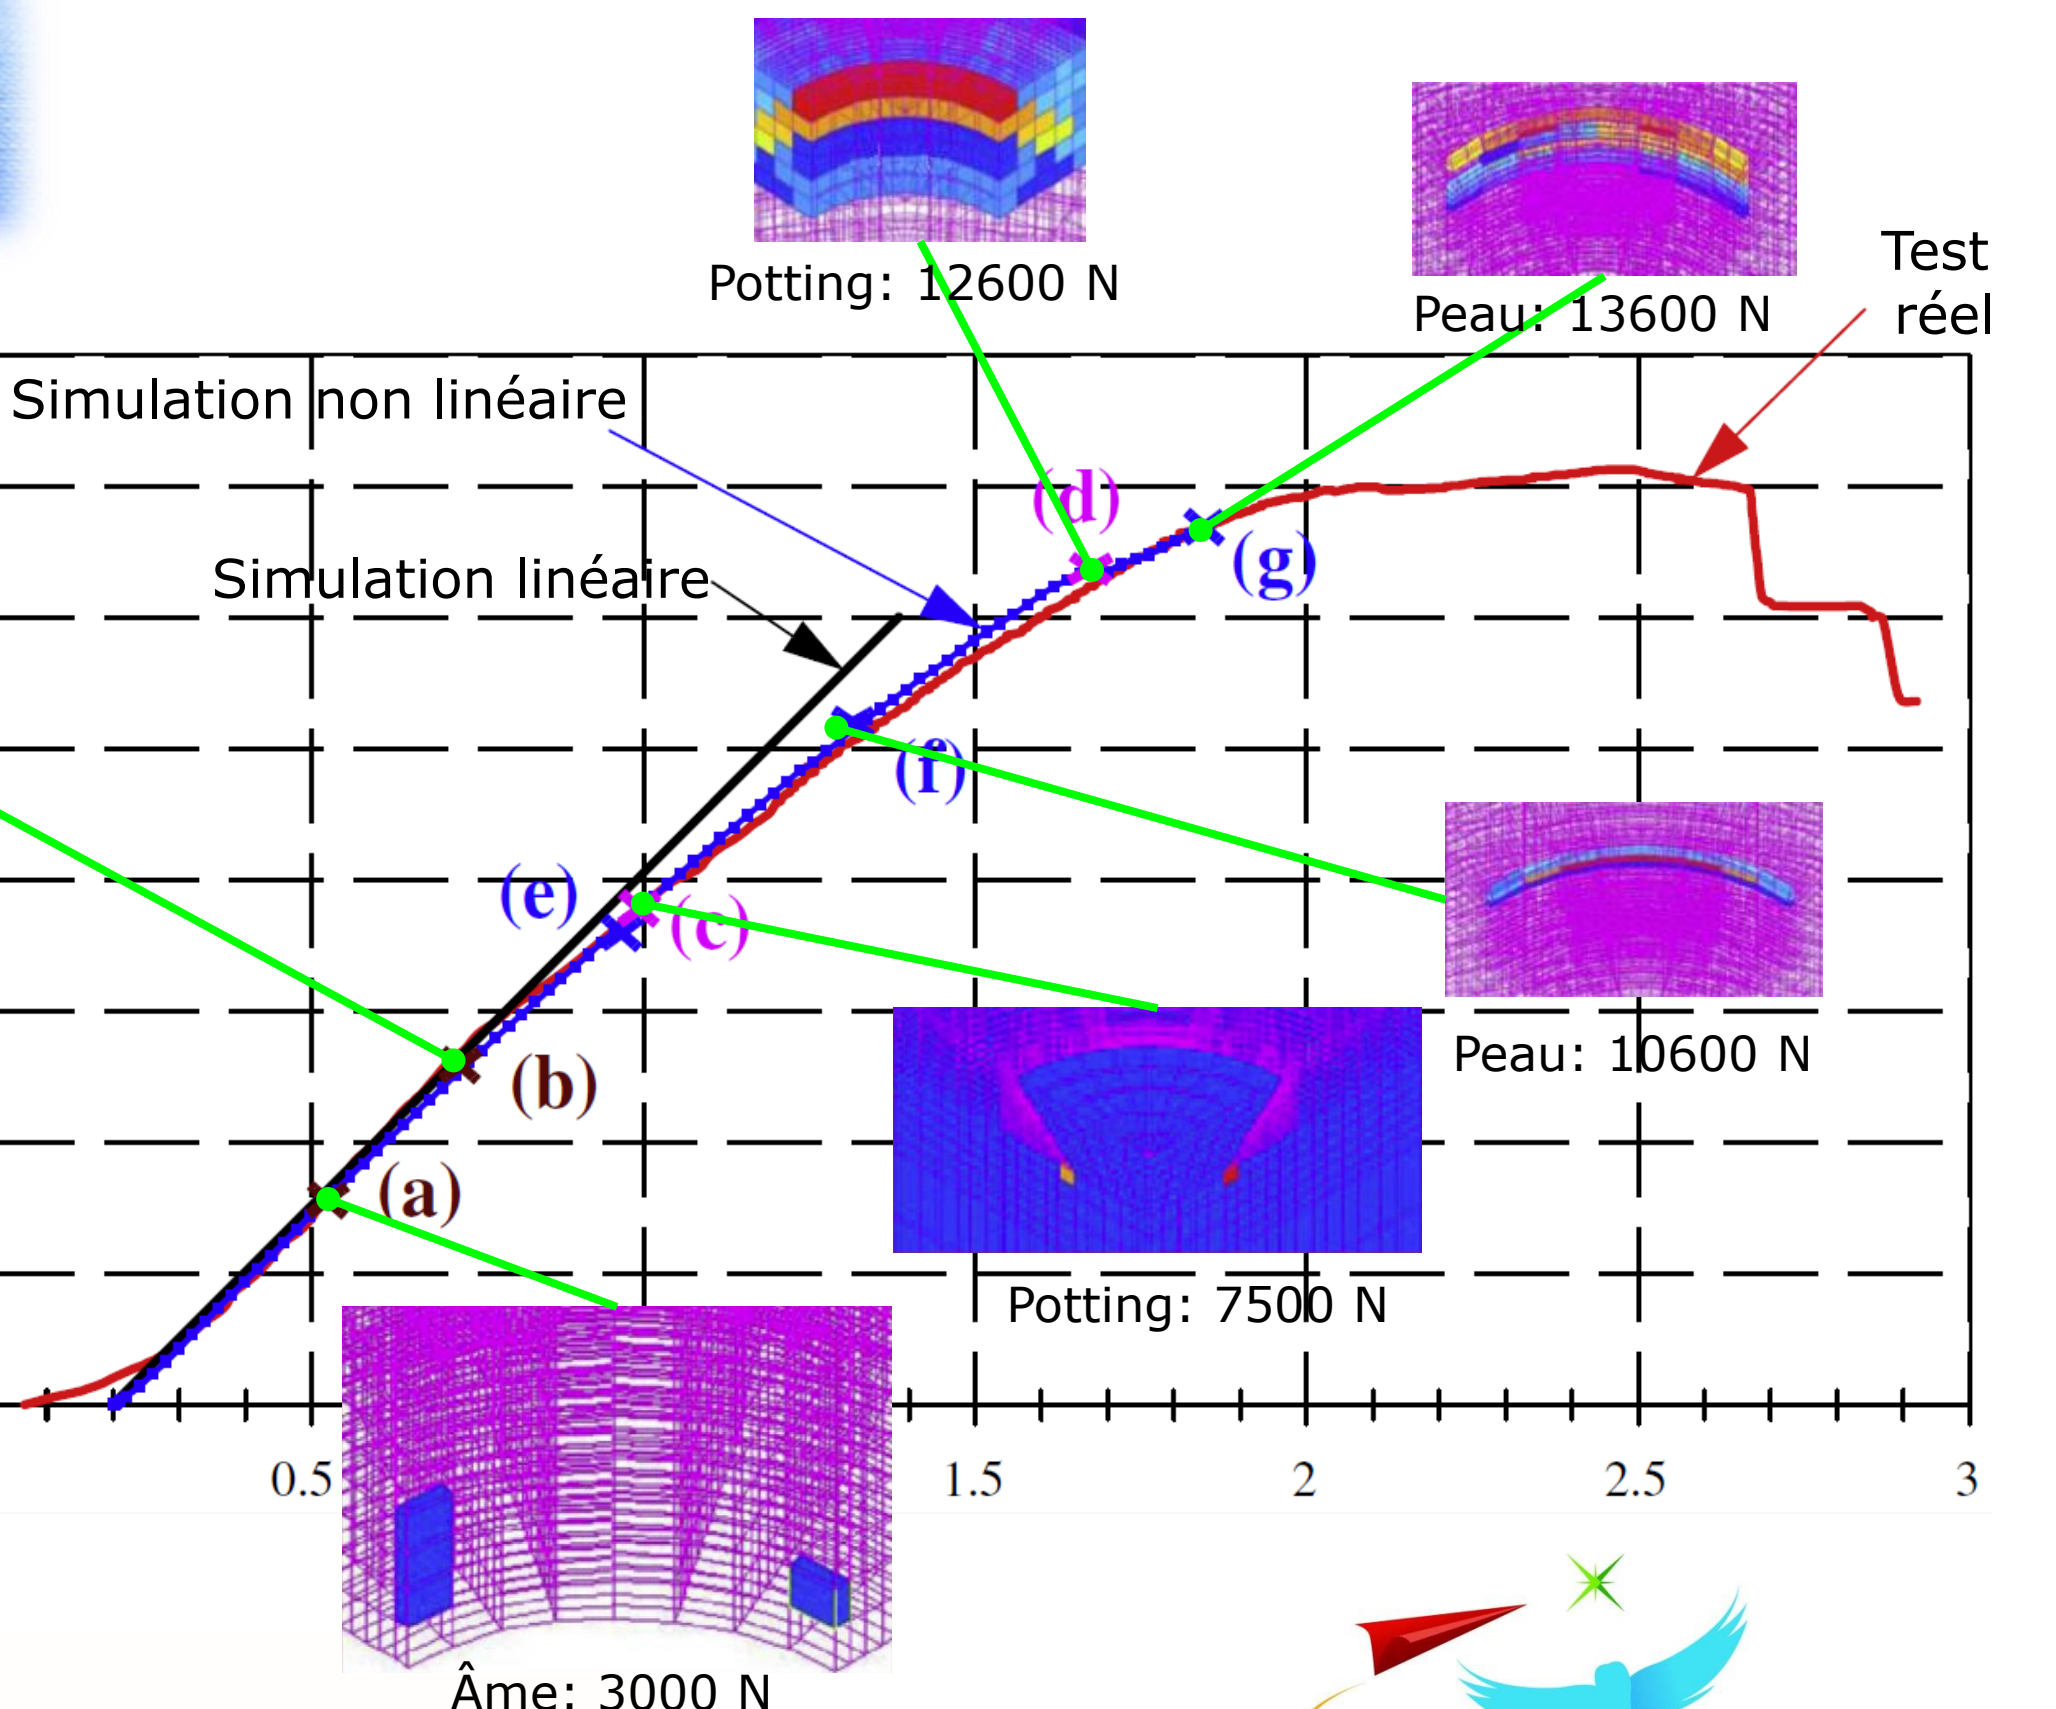 Potting: 12600 N
Peau: 13600 N
Test
réel
Simulation non linéaire
(d)
(g)
Simulation linéaire
(f)
(e)
(c)
Peau: 10600 N
(b)
(a)
Potting: 7500 N
0.5
1.5
2
2.5
3
Âme: 3000 N